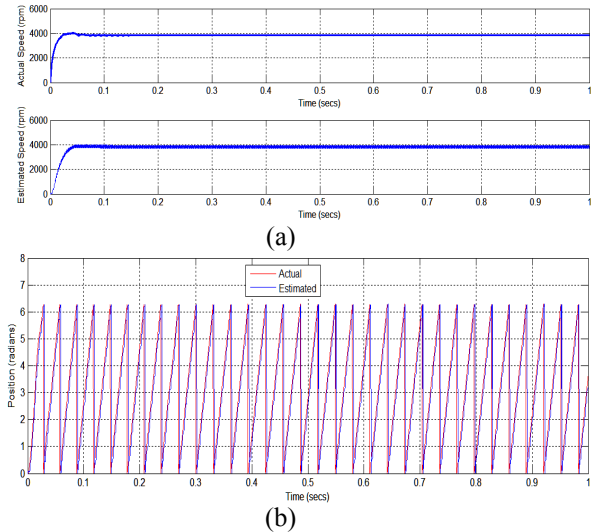 6000
4000
2000
0
Actual Speed (rpm)
0 0.1 0.2 0.3 0.4 0.5 0.6 0.7 0.8 0.9 1
Time (secs)
6000
4000
2000
0
Estimated Speed (rpm)
0 0.1 0.2 0.3 0.4 0.5 0.6 0.7 0.8 0.9 1
Time (secs)
(a)
8
7
6
5
4
3
2
1
0
Position (radians)
Actual
Estimated
0 0.1 0.2 0.3 0.4 0.5 0.6 0.7 0.8 0.9 1
Time (secs)
(b)